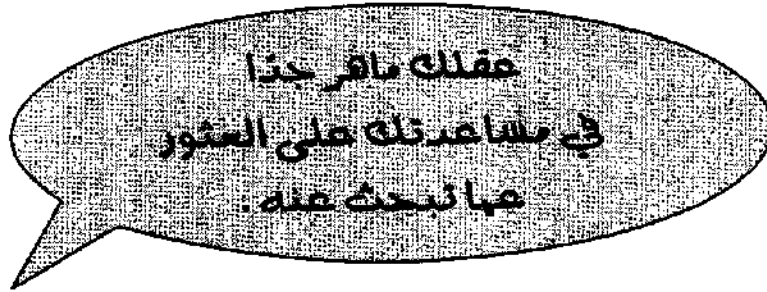 عقلك ماهر جدا
في مساعدتك على العثور
عما تبحث عنه .